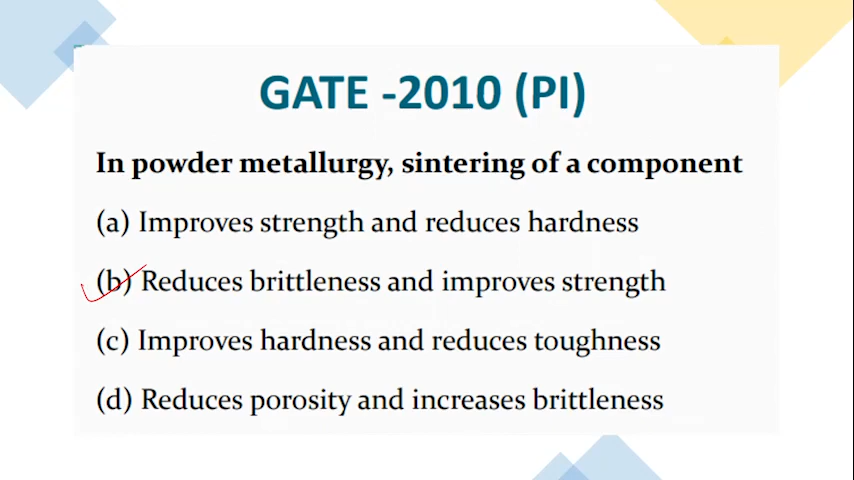 GATE -2010 (PI)
In powder metallurgy, sintering of a component
(a) Improves strength and reduces hardness
(b) Reduces brittleness and improves strength
(c) Improves hardness and reduces toughness
(d) Reduces porosity and increases brittleness